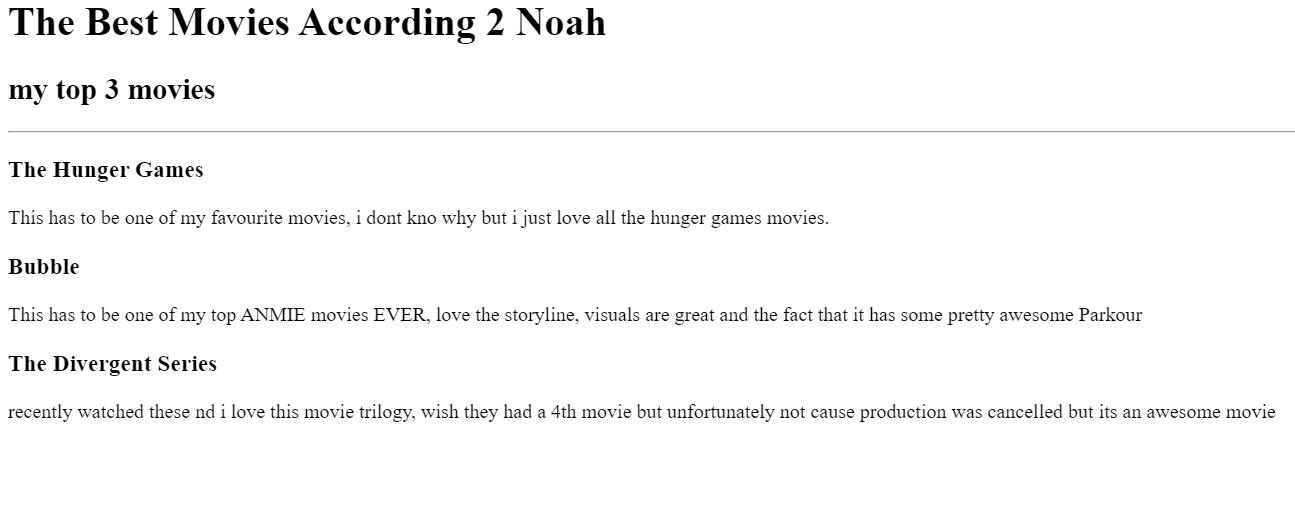 The Best Movies According 2 Noah
my top 3 movies
The Hunger Games
This has to be one of my favourite movies, i dont kno why but i just love all the hunger games movies.
Bubble
This has to be one of my top ANMIE movies EVER, love the storyline, visuals are great and the fact that it has some pretty awesome Parkour
The Divergent Series
recently watched these nd i love this movie trilogy, wish they had a 4th movie but unfortunately not cause production was cancelled but its an awesome movie